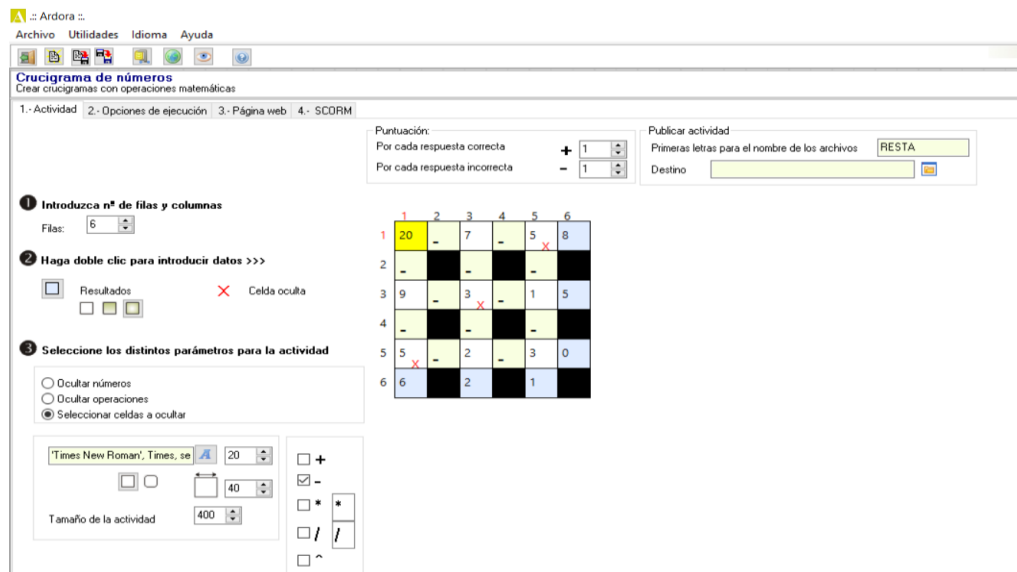 .:: Ardora ::.
Archivo Utilidades Idioma Ayuda
Crucigrama de números
Crear crucigramas con operaciones matemáticas
1.- Actividad 2.- Opciones de ejecución 3.- Página web 4.- SCORM
Puntuación:
Por cada respuesta correcta + 1
Por cada respuesta incorrecta - 1
Publicar actividad
Primeras letras para el nombre de los archivos RESTA
Destino
1 Introduzca nº de filas y columnas
Filas: 6
2 Haga doble clic para introducir datos >>>
Resultados X Celda oculta
3 Seleccione los distintos parámetros para la actividad
Ocultar números
Ocultar operaciones
Seleccionar celdas a ocultar
'Times New Roman', Times, se A 20
40
Tamaño de la actividad 400
+
-
* *
/ /
^
1 2 3 4 5 6
1 20 - 7 - 5 X 8
2 - - -
3 9 - 3 X - 1 5
4 - - -
5 5 X - 2 - 3 0
6 6 2 1